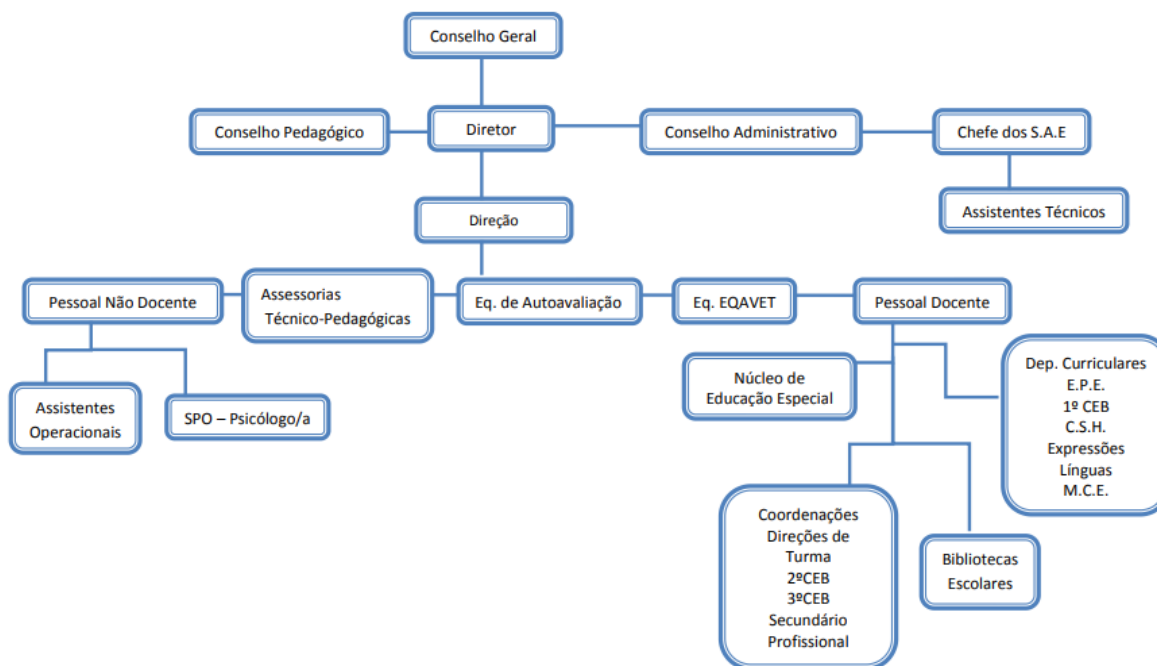 Conselho Geral
Conselho Pedagógico
Diretor
Conselho Administrativo
Chefe dos S.A.E
Assistentes Técnicos
Direção
Pessoal Não Docente
Assessorias
Técnico-Pedagógicas
Eq. de Autoavaliação
Eq. EQAVET
Pessoal Docente
Assistentes
Operacionais
SPO – Psicólogo/a
Núcleo de
Educação Especial
Dep. Curriculares
E.P.E.
1º CEB
C.S.H.
Expressões
Línguas
M.C.E.
Coordenações
Direções de
Turma
2ºCEB
3ºCEB
Secundário
Profissional
Bibliotecas
Escolares